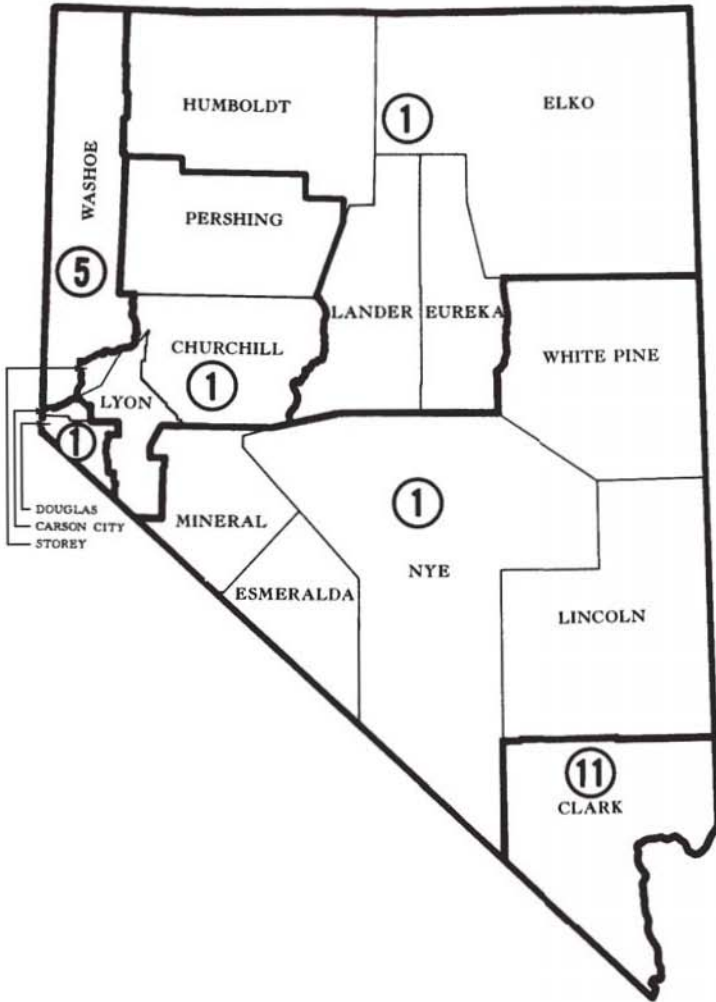 HUMBOLDT
ELKO
1
WASHOE
PERSHING
5
LANDER
EUREKA
CHURCHILL
WHITE PINE
1
LYON
1
DOUGLAS
CARSON CITY
STOREY
MINERAL
1
NYE
ESMERALDA
LINCOLN
11
CLARK